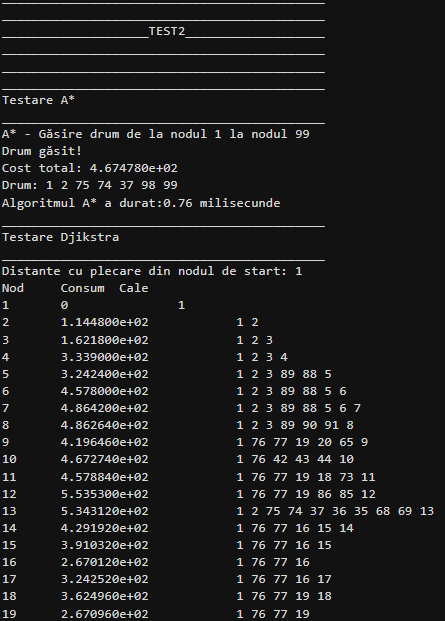 TEST2
Testare A*
A* - Găsire drum de la nodul 1 la nodul 99
Drum găsit!
Cost total: 4.674780e+02
Drum: 1 2 75 74 37 98 99
Algoritmul A* a durat:0.76 milisecunde
Testare Djikstra
Distante cu plecare din nodul de start: 1
Nod Consum Cale
1 0 1
2 1.144800e+02 1 2
3 1.621800e+02 1 2 3
4 3.339000e+02 1 2 3 4
5 3.242400e+02 1 2 3 89 88 5
6 4.578000e+02 1 2 3 89 88 5 6
7 4.864200e+02 1 2 3 89 88 5 6 7
8 4.862640e+02 1 2 3 89 90 91 8
9 4.196460e+02 1 76 77 19 20 65 9
10 4.672740e+02 1 76 42 43 44 10
11 4.578840e+02 1 76 77 19 18 73 11
12 5.535300e+02 1 76 77 19 86 85 12
13 5.343120e+02 1 2 75 74 37 36 35 68 69 13
14 4.291920e+02 1 76 77 16 15 14
15 3.910320e+02 1 76 77 16 15
16 2.670120e+02 1 76 77 16
17 3.242520e+02 1 76 77 16 17
18 3.624960e+02 1 76 77 19 18
19 2.670960e+02 1 76 77 19